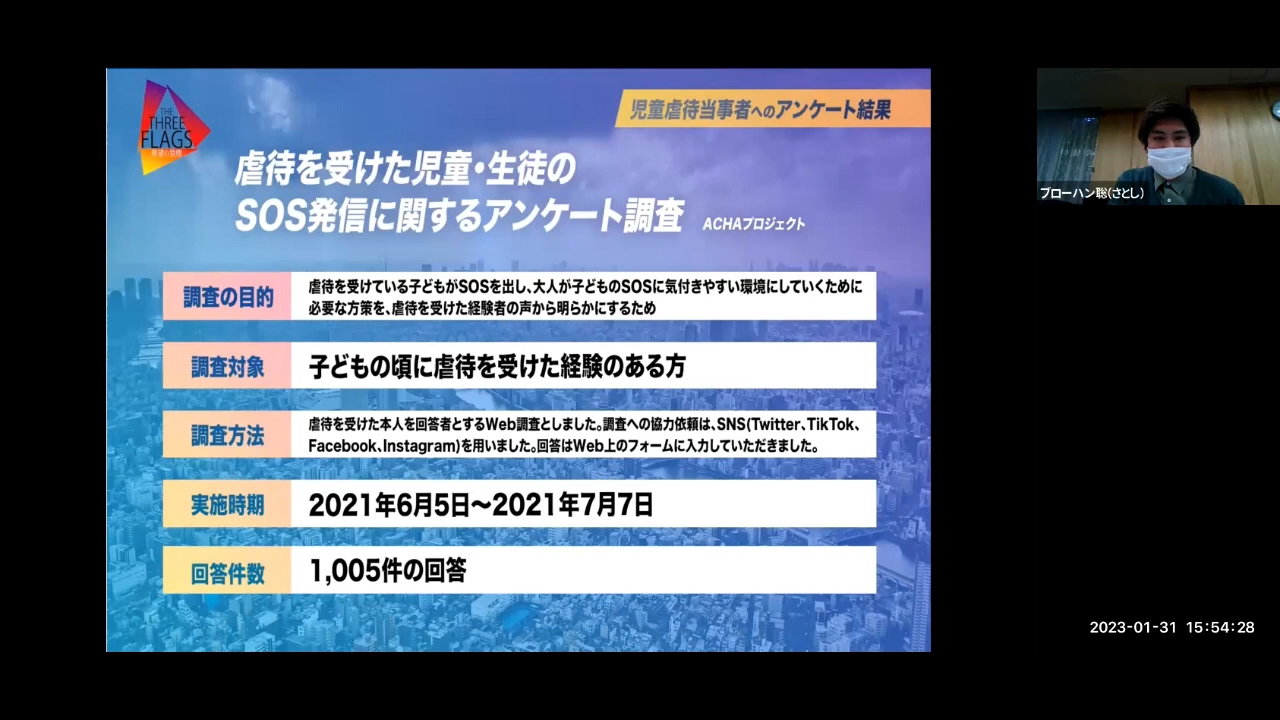 THE
THREE
FLAGS
希望の狼煙
児童虐待当事者へのアンケート結果
虐待を受けた児童・生徒の
SOS発信に関するアンケート調査 ACHAプロジェクト
調査の目的
虐待を受けている子どもがSOSを出し、大人が子どものSOSに気付きやすい環境にしていくために
必要な方策を、虐待を受けた経験者の声から明らかにするため
調査対象
子どもの頃に虐待を受けた経験のある方
調査方法
虐待を受けた本人を回答者とするWeb調査としました。調査への協力依頼は、SNS(Twitter、TikTok、
Facebook、Instagram)を用いました。回答はWeb上のフォームに入力していただきました。
実施時期
2021年6月5日〜2021年7月7日
回答件数
1,005件の回答
ブローハン聡(さとし)
2023-01-31 15:54:28